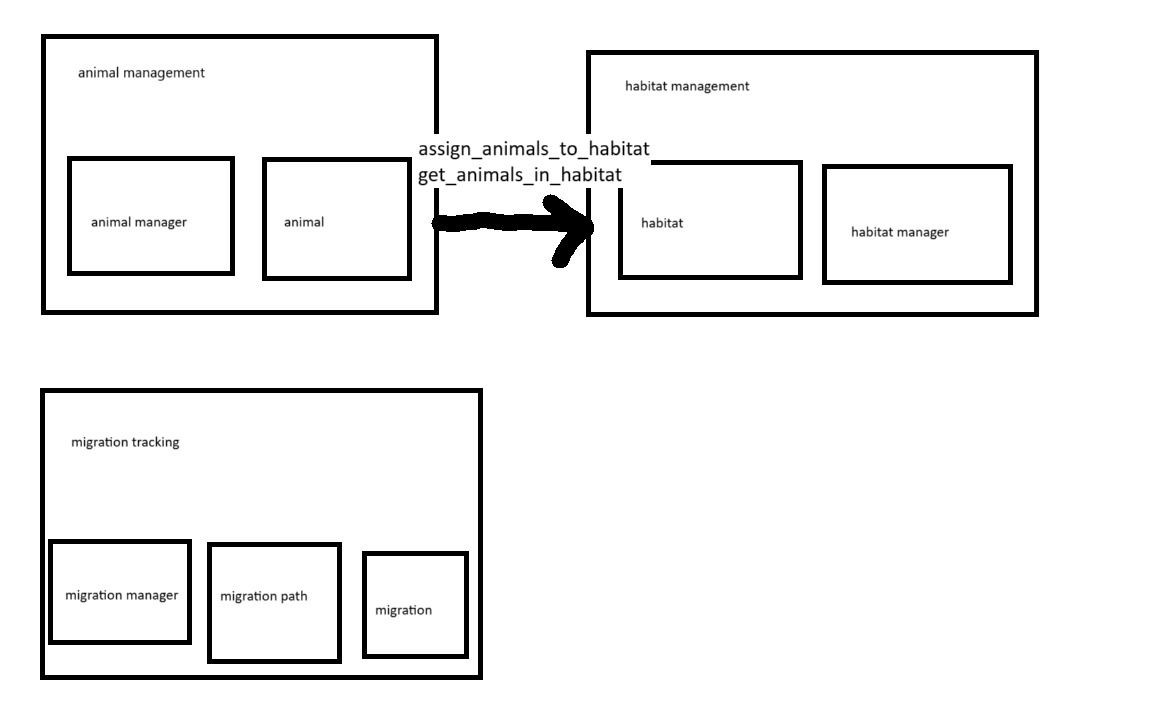 animal management
animal manager
animal
assign_animals_to_habitat
get_animals_in_habitat
habitat management
habitat
habitat manager
migration tracking
migration manager
migration path
migration